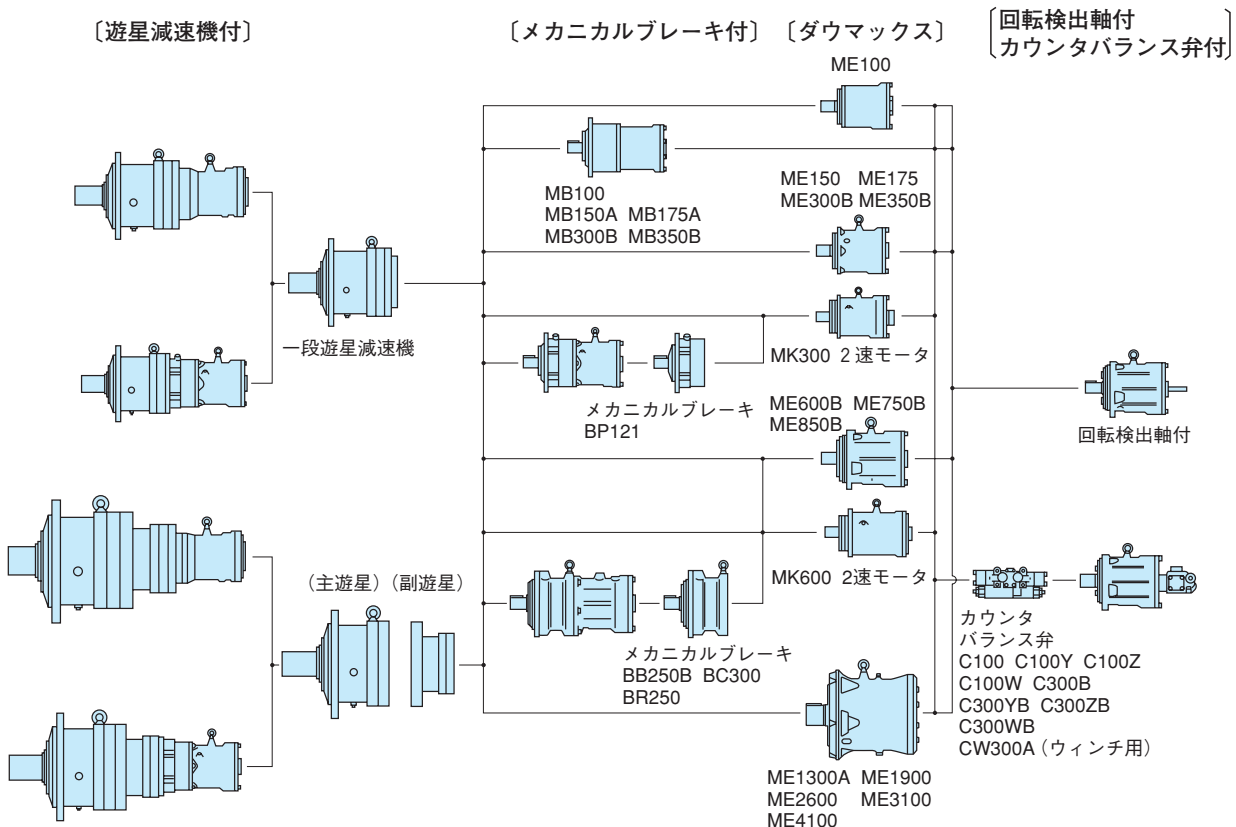 〔遊星減速機付〕
〔メカニカルブレーキ付〕
〔ダウマックス〕
回転検出軸付
カウンタバランス弁付
ME100
MB100
MB150A MB175A
MB300B MB350B
ME150 ME175
ME300B ME350B
一段遊星減速機
MK300 2速モータ
メカニカルブレーキ
BP121
ME600B ME750B
ME850B
回転検出軸付
MK600 2速モータ
（主遊星）（副遊星）
メカニカルブレーキ
BB250B BC300
BR250
カウンタ
バランス弁
C100 C100Y C100Z
C100W C300B
C300YB C300ZB
C300WB
CW300A（ウィンチ用）
ME1300A ME1900
ME2600 ME3100
ME4100